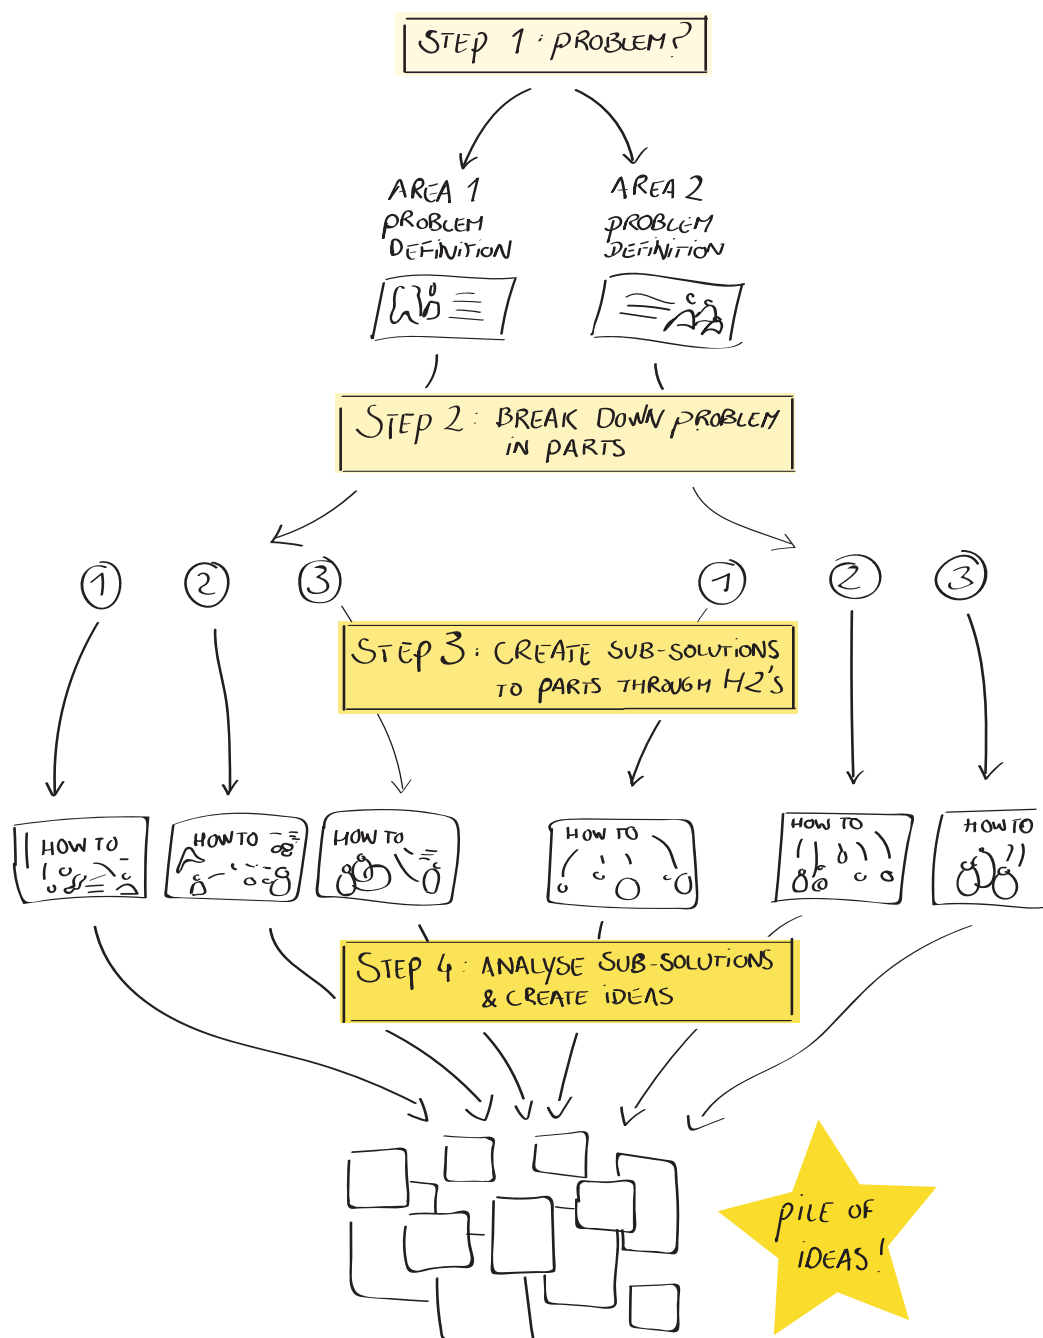 STEP 1: PROBLEM?
AREA 1
PROBLEM
DEFINITION
AREA 2
PROBLEM
DEFINITION
STEP 2: BREAK DOWN PROBLEM
IN PARTS
1 2 3 1 2 3
STEP 3: CREATE SUB-SOLUTIONS
TO PARTS THROUGH H2'S
HOW TO
HOW TO
HOW TO
HOW TO
HOW TO
HOW TO
STEP 4: ANALYSE SUB-SOLUTIONS
& CREATE IDEAS
PILE OF
IDEAS!